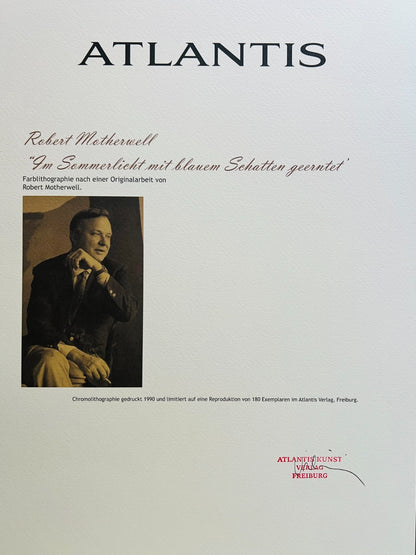 ATLANTIS
Robert Motherwell
"Im Sommerlicht mit blauem Schatten geerntet'
Farblithographie nach einer Originalarbeit von
Robert Motherwell.
Chromolithographie gedruckt 1990 und limitiert auf eine Reproduktion von 180 Exemplaren im Atlantis Verlag, Freiburg.
ATLANTIS KUNST
VERLAG
FREIBURG